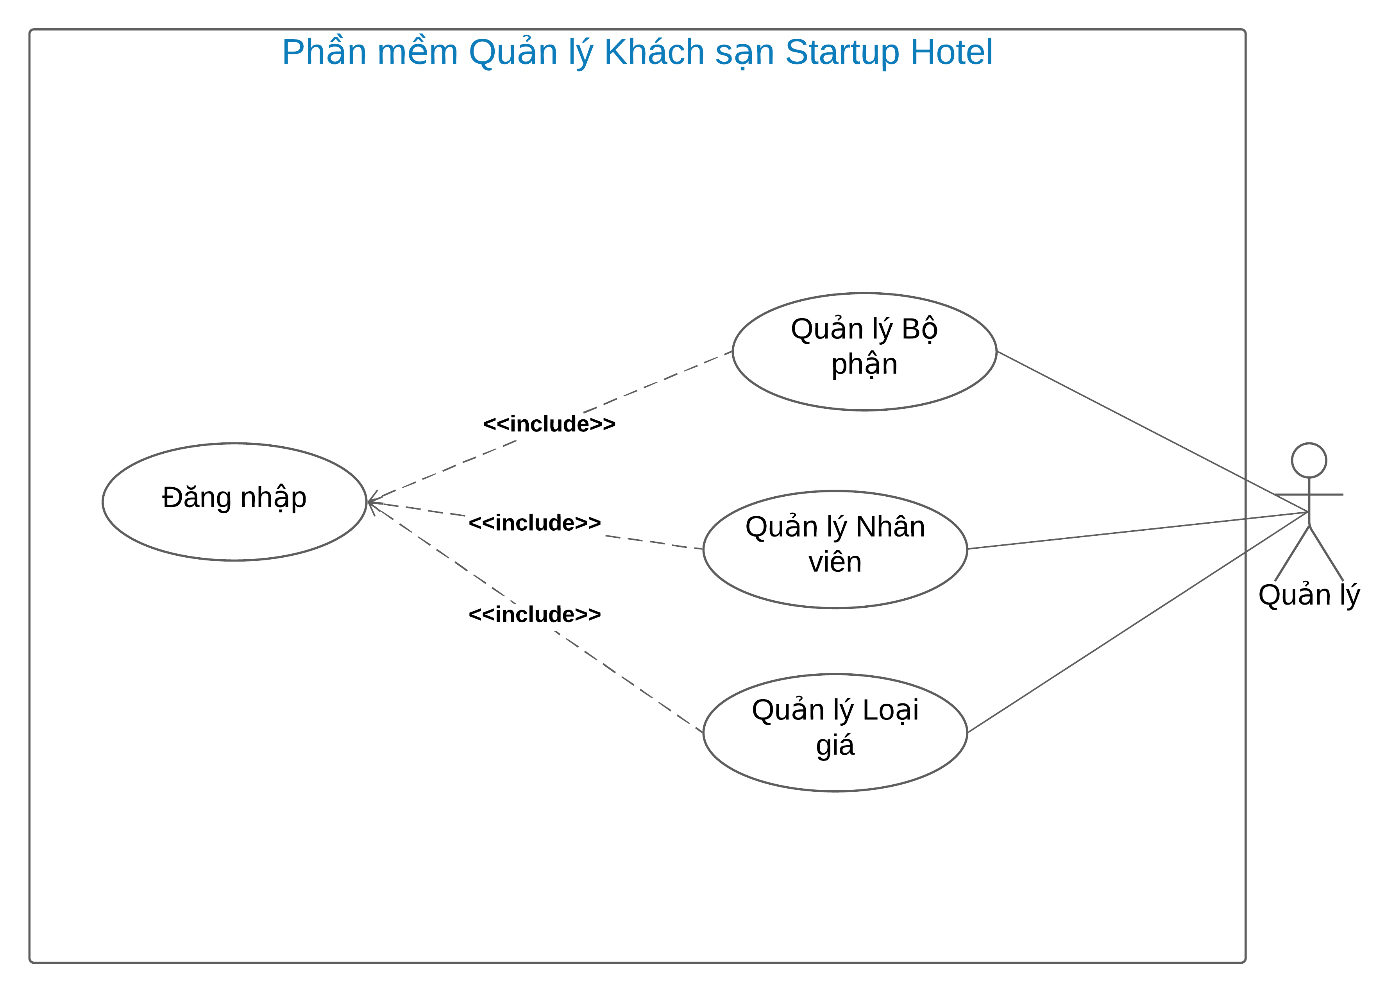 Phần mềm Quản lý Khách sạn Startup Hotel
Quản lý Bộ
phận
<<include>>
Đăng nhập
<<include>>
Quản lý Nhân
viên
Quản lý
<<include>>
Quản lý Loại
giá